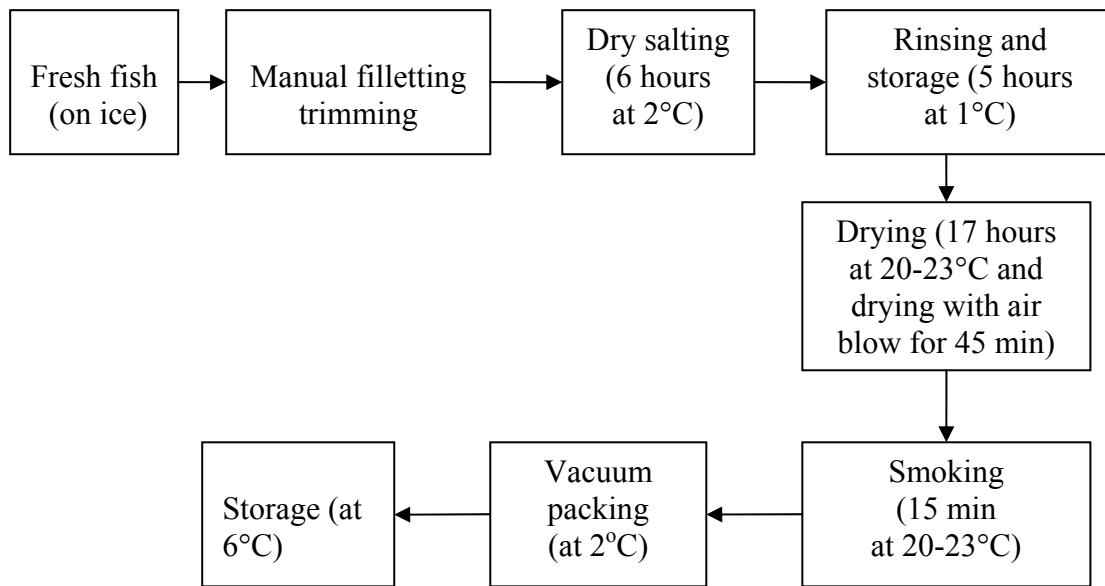 Fresh fish
(on ice)
Manual filletting
trimming
Dry salting
(6 hours
at 2°C)
Rinsing and
storage (5 hours
at 1°C)
Drying (17 hours
at 20-23°C and
drying with air
blow for 45 min)
Smoking
(15 min
at 20-23°C)
Vacuum
packing
(at 2°C)
Storage (at
6°C)